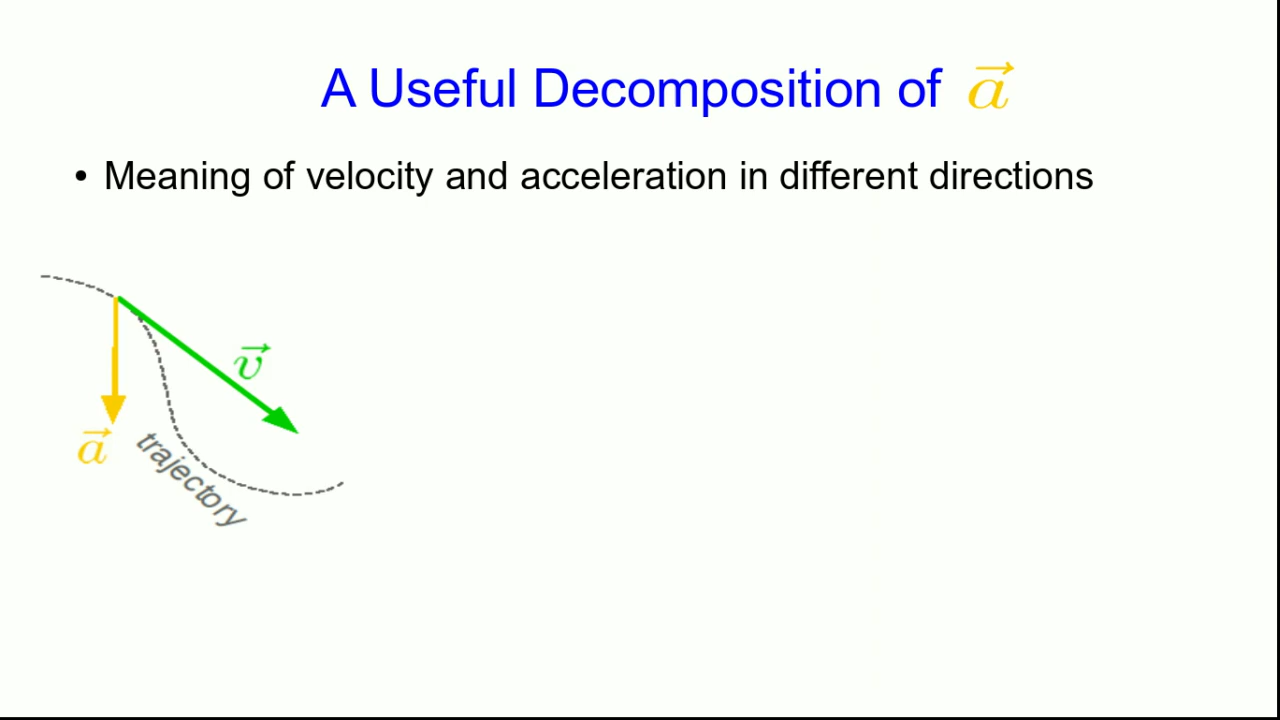 A Useful Decomposition of a⃗
• Meaning of velocity and acceleration in different directions
v⃗
a⃗
trajectory